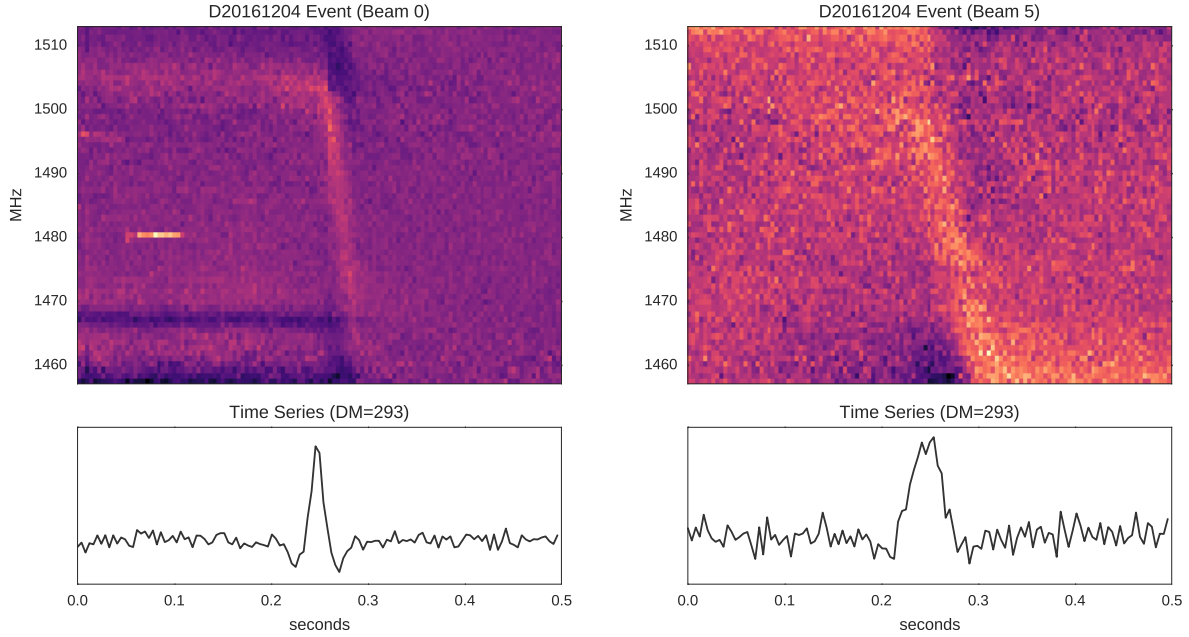 D20161204 Event (Beam 0)
1510
1500
1490
1480
1470
1460
MHz
Time Series (DM=293)
0.0 0.1 0.2 0.3 0.4 0.5
seconds
D20161204 Event (Beam 5)
1510
1500
1490
1480
1470
1460
MHz
Time Series (DM=293)
0.0 0.1 0.2 0.3 0.4 0.5
seconds